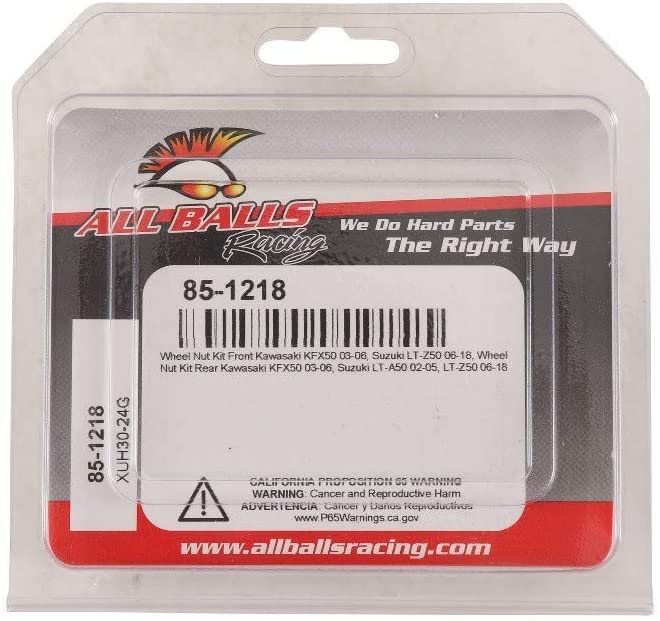 ALL BALLS
Racing
We Do Hard Parts
The Right Way
85-1218
Wheel Nut Kit Front Kawasaki KFX50 03-06, Suzuki LT-Z50 06-18, Wheel
Nut Kit Rear Kawasaki KFX50 03-06, Suzuki LT-A50 02-05, LT-Z50 06-18
85-1218
XUH30-24G
CALIFORNIA PROPOSITION 65 WARNING
WARNING: Cancer and Reproductive Harm
ADVERTENCIA: Cáncer y Daños Reproductivos
www.P65Warnings.ca.gov
www.allballsracing.com